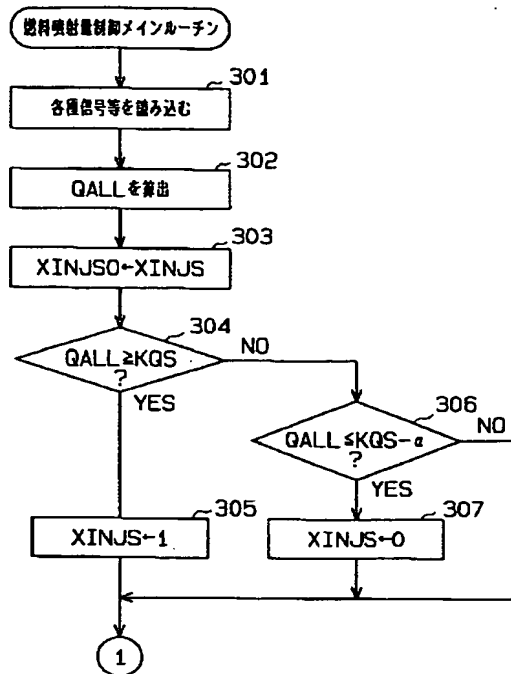 燃料噴射量制御メインルーチン
301
各種信号等を読み込む
302
QALLを算出
303
XINJSO←XINJS
304
QALL≧KQS
?
NO
YES
306
QALL≦KQS-α
?
NO
YES
305
XINJS←1
307
XINJS←0
1